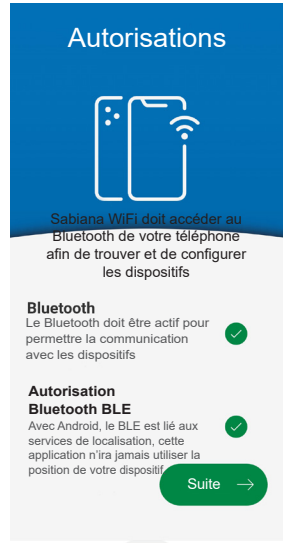 Autorisations
Sabiana WiFi doit accéder au
Bluetooth de votre téléphone
afin de trouver et de configurer
les dispositifs
Bluetooth
Le Bluetooth doit être actif pour
permettre la communication
avec les dispositifs
Autorisation
Bluetooth BLE
Avec Android, le BLE est lié aux
services de localisation, cette
application n'ira jamais utiliser la
position de votre dispositif
Suite